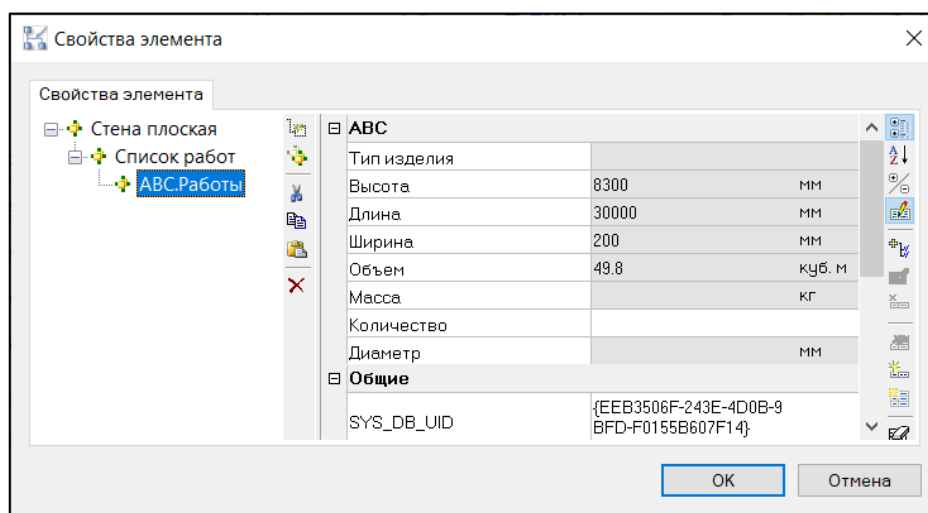 Свойства элемента
Свойства элемента
Стена плоская
Список работ
АВС.Работы
АВС
Тип изделия
Высота 8300 мм
Длина 30000 мм
Ширина 200 мм
Объем 49.8 куб. м
Масса кг
Количество
Диаметр мм
Общие
SYS_DB_UID {EEB3506F-243E-4D0B-9
BFD-F0155B607F14}
OK Отмена